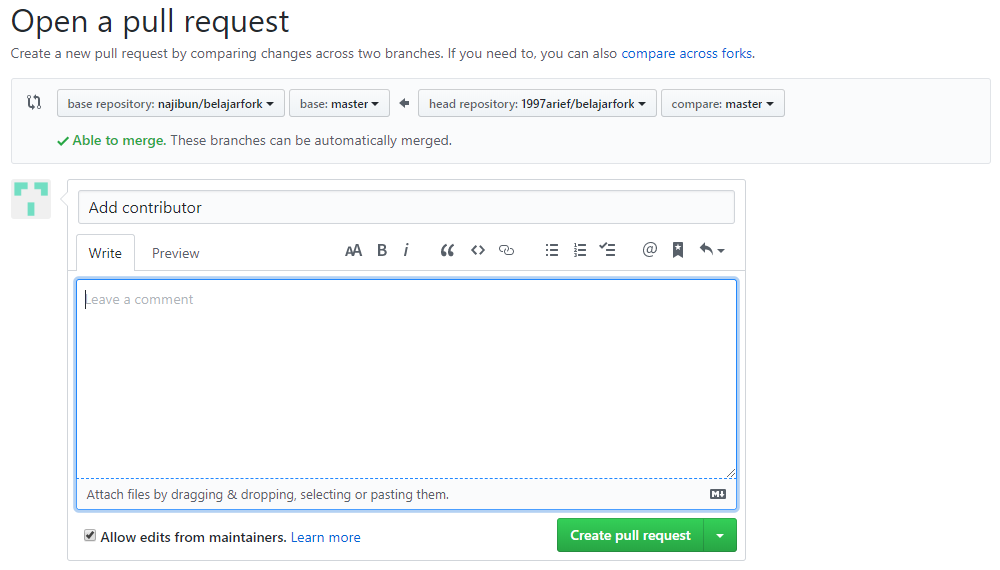 Open a pull request
Create a new pull request by comparing changes across two branches. If you need to, you can also compare across forks.
base repository: najibun/belajarfork base: master head repository: 1997arief/belajarfork compare: master
Able to merge. These branches can be automatically merged.
Add contributor
Write Preview AA B i @
Leave a comment
Attach files by dragging & dropping, selecting or pasting them.
Allow edits from maintainers. Learn more Create pull request